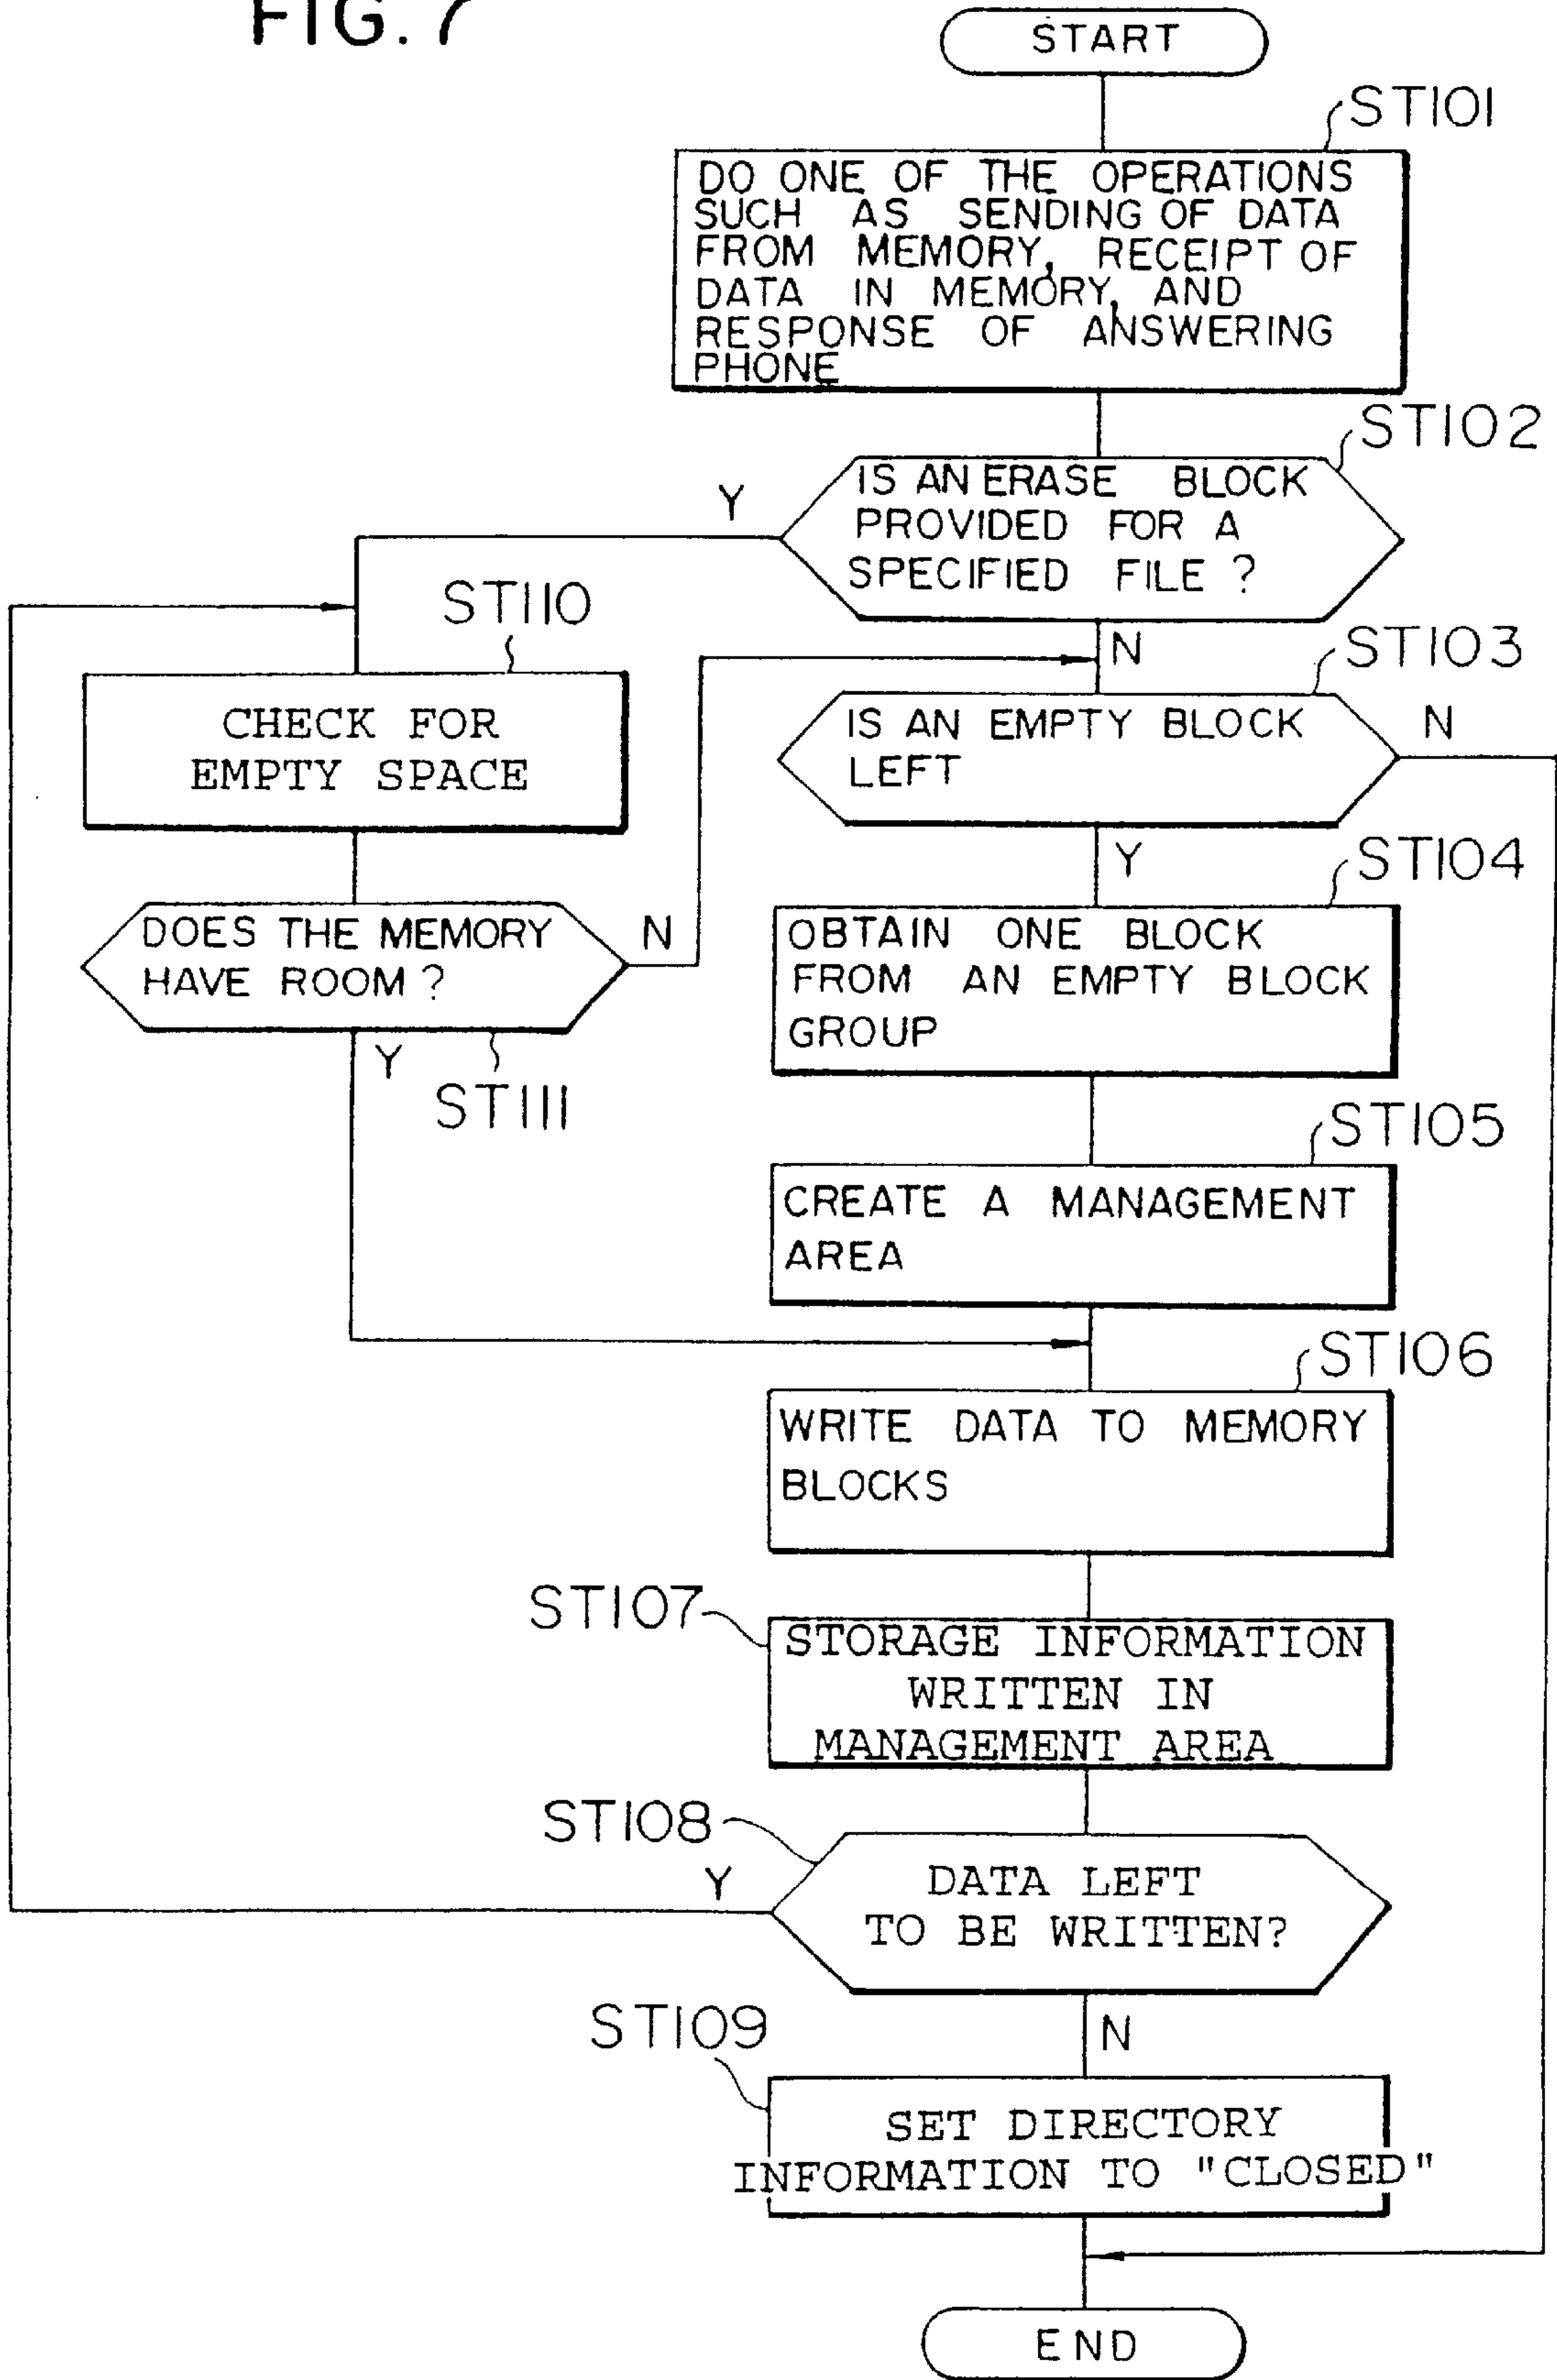 FIG. 7
START
ST101
DO ONE OF THE OPERATIONS
SUCH AS SENDING OF DATA
FROM MEMORY, RECEIPT OF
DATA IN MEMORY, AND
RESPONSE OF ANSWERING
PHONE
ST102
IS AN ERASE BLOCK
PROVIDED FOR A
SPECIFIED FILE ?
Y
N
ST110
CHECK FOR
EMPTY SPACE
ST103
IS AN EMPTY BLOCK
LEFT
N
Y
DOES THE MEMORY
HAVE ROOM ?
N
Y
ST111
ST104
OBTAIN ONE BLOCK
FROM AN EMPTY BLOCK
GROUP
ST105
CREATE A MANAGEMENT
AREA
ST106
WRITE DATA TO MEMORY
BLOCKS
ST107
STORAGE INFORMATION
WRITTEN IN
MANAGEMENT AREA
ST108
Y
DATA LEFT
TO BE WRITTEN?
N
ST109
SET DIRECTORY
INFORMATION TO "CLOSED"
END